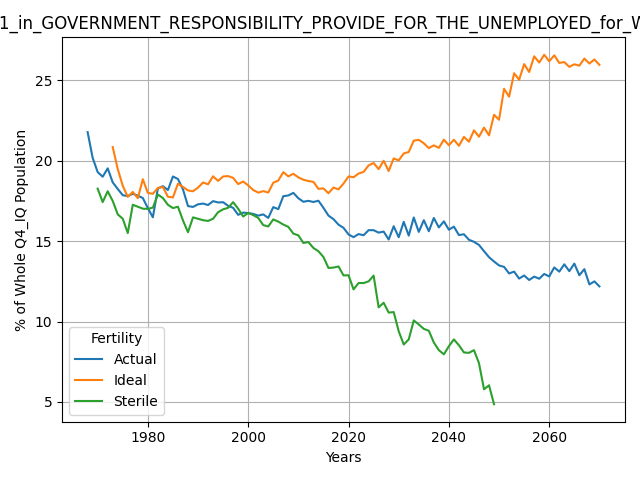 1_in_GOVERNMENT_RESPONSIBILITY_PROVIDE_FOR_THE_UNEMPLOYED_for_W
% of Whole Q4_IQ Population
25
20
15
10
5
Fertility
Actual
Ideal
Sterile
1980
2000
2020
2040
2060
Years